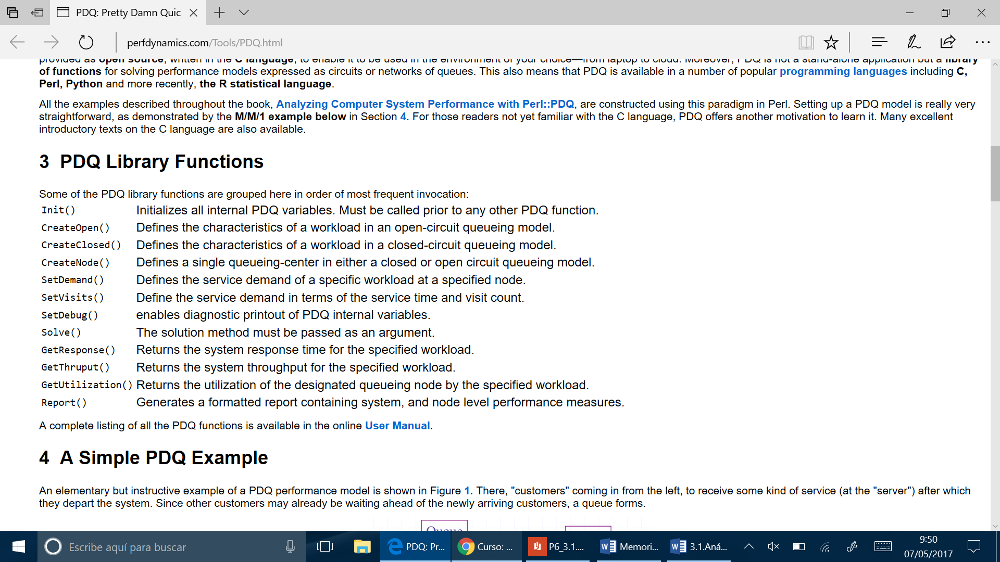 PDQ: Pretty Damn Quic
perfdynamics.com/Tools/PDQ.html
provided as open source, written in the C language, to enable it to be used in the environment of your choice—from laptop to cloud. Moreover, PDQ is not a stand-alone application but a library
of functions for solving performance models expressed as circuits or networks of queues. This also means that PDQ is available in a number of popular programming languages including C,
Perl, Python and more recently, the R statistical language.
All the examples described throughout the book, Analyzing Computer System Performance with Perl::PDQ, are constructed using this paradigm in Perl. Setting up a PDQ model is really very
straightforward, as demonstrated by the M/M/1 example below in Section 4. For those readers not yet familiar with the C language, PDQ offers another motivation to learn it. Many excellent
introductory texts on the C language are also available.
3 PDQ Library Functions
Some of the PDQ library functions are grouped here in order of most frequent invocation:
Init() Initializes all internal PDQ variables. Must be called prior to any other PDQ function.
CreateOpen() Defines the characteristics of a workload in an open-circuit queueing model.
CreateClosed() Defines the characteristics of a workload in a closed-circuit queueing model.
CreateNode() Defines a single queueing-center in either a closed or open circuit queueing model.
SetDemand() Defines the service demand of a specific workload at a specified node.
SetVisits() Define the service demand in terms of the service time and visit count.
SetDebug() enables diagnostic printout of PDQ internal variables.
Solve() The solution method must be passed as an argument.
GetResponse() Returns the system response time for the specified workload.
GetThruput() Returns the system throughput for the specified workload.
GetUtilization() Returns the utilization of the designated queueing node by the specified workload.
Report() Generates a formatted report containing system, and node level performance measures.
A complete listing of all the PDQ functions is available in the online User Manual.
4 A Simple PDQ Example
An elementary but instructive example of a PDQ performance model is shown in Figure 1. There, "customers" coming in from the left, to receive some kind of service (at the "server") after which
they depart the system. Since other customers may already be waiting ahead of the newly arriving customers, a queue forms.
Queue
Escribe aquí para buscar
PDQ: Pr...
Curso: ...
P6_3.1....
Memori...
3.1.Aná...
9:50
07/05/2017